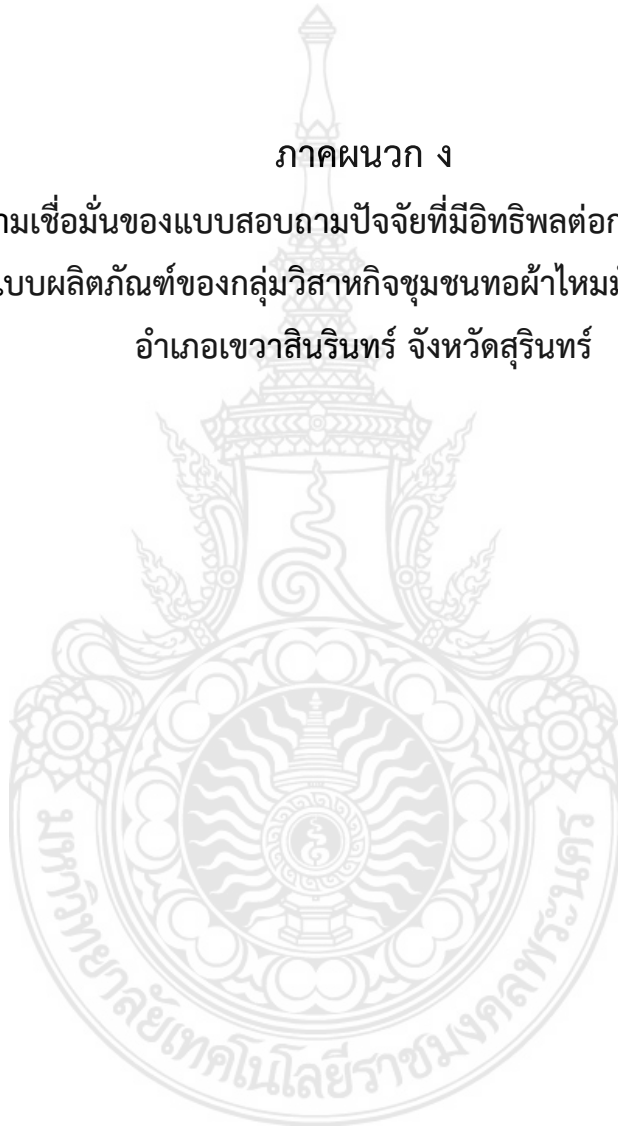 ภาคผนวก ง
ามเชื่อมั่นของแบบสอบถามปัจจัยที่มีอิทธิพลต่อก
แบบผลิตภัณฑ์ของกลุ่มวิสาหกิจชุมชนทอผ้าไหมมั
อำเภอเขวาสินรินทร์ จังหวัดสุรินทร์
มหาวิทยาลัยเทคโนโลยีราชมงคลพระนคร